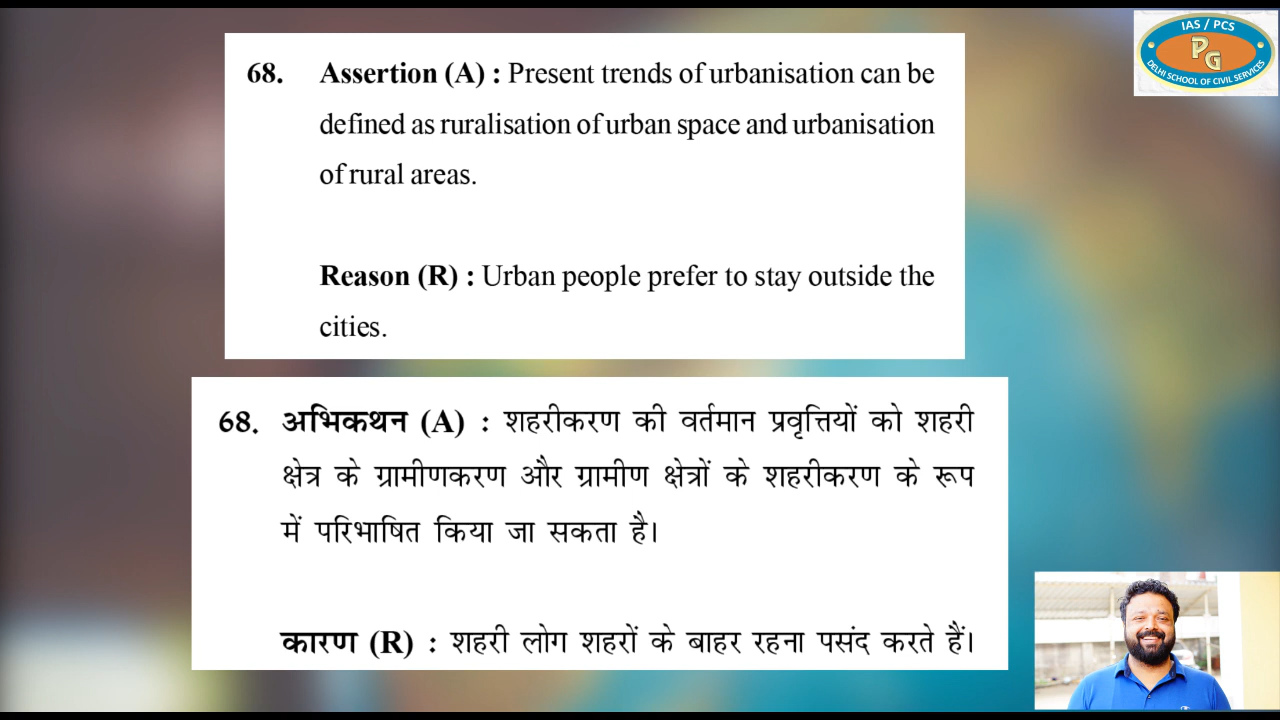 IAS / PCS
PG
DELHI SCHOOL OF CIVIL SERVICES
68. Assertion (A) : Present trends of urbanisation can be
defined as ruralisation of urban space and urbanisation
of rural areas.
Reason (R) : Urban people prefer to stay outside the
cities.
68. अभिकथन (A) : शहरीकरण की वर्तमान प्रवृत्तियों को शहरी
क्षेत्र के ग्रामीणकरण और ग्रामीण क्षेत्रों के शहरीकरण के रूप
में परिभाषित किया जा सकता है।
कारण (R) : शहरी लोग शहरों के बाहर रहना पसंद करते हैं।